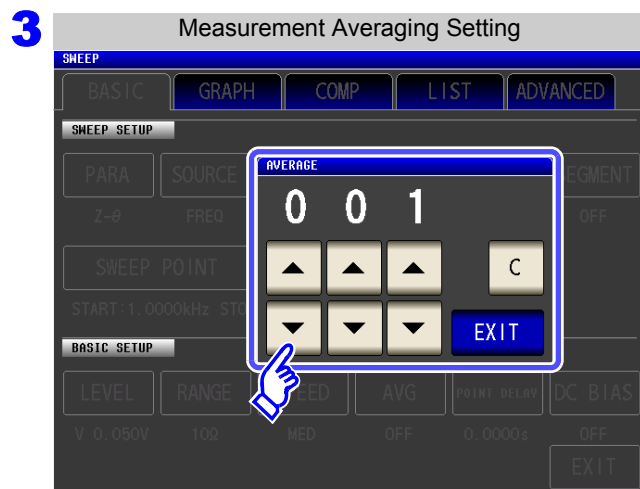 3
Measurement Averaging Setting
SWEEP
BASIC GRAPH COMP LIST ADVANCED
SWEEP SETUP
PARA SOURCE SEGMENT
Z-θ FREQ OFF
AVERAGE
0 0 1
C
EXIT
SWEEP POINT
START:1.0000kHz STO
BASIC SETUP
LEVEL RANGE SPEED AVG POINT DELAY DC BIAS
V 0.050V 10Ω MED OFF 0.0000s OFF
EXIT